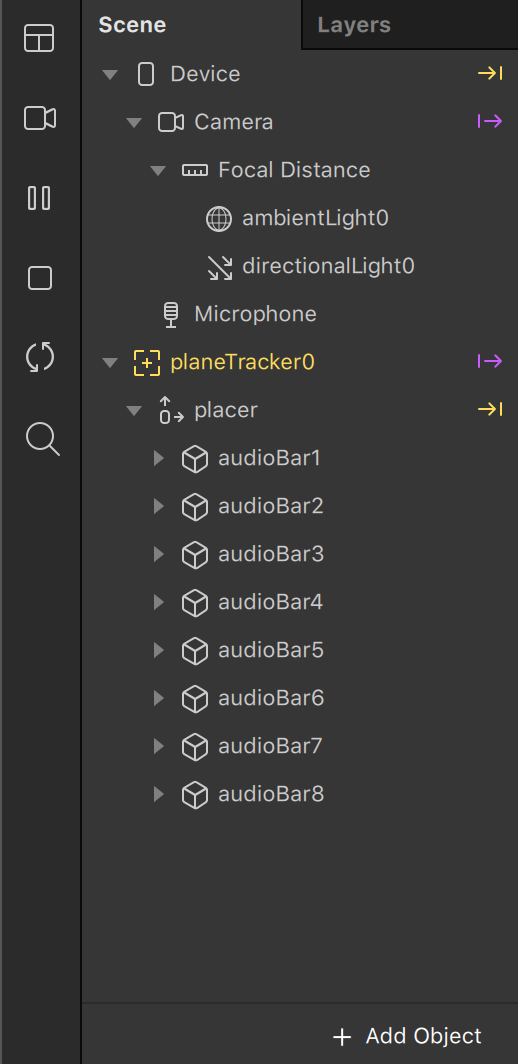 Scene
Layers
Device
Camera
Focal Distance
ambientLight0
directionalLight0
Microphone
planeTracker0
placer
audioBar1
audioBar2
audioBar3
audioBar4
audioBar5
audioBar6
audioBar7
audioBar8
Add Object